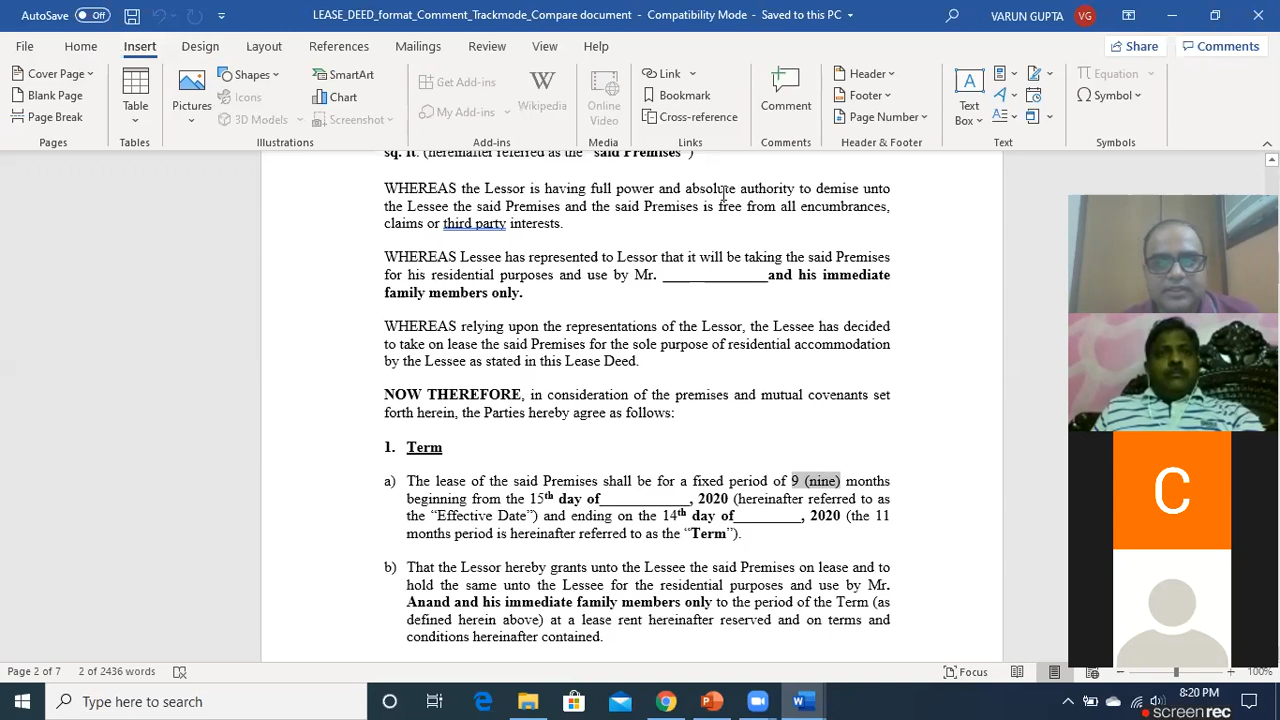 AutoSave Off
LEASE_DEED_format_Comment_Trackmode_Compare document - Compatibility Mode - Saved to this PC
VARUN GUPTA VG
File Home Insert Design Layout References Mailings Review View Help Share Comments
Cover Page
Blank Page
Page Break
Pages
Table
Tables
Pictures
Shapes
Icons
3D Models
SmartArt
Chart
Screenshot
Illustrations
Get Add-ins
My Add-ins
Wikipedia
Add-ins
Online
Video
Link
Bookmark
Cross-reference
Links
Comment
Comments
Header
Footer
Page Number
Header & Footer
Text
Box
Text
Equation
Symbol
Symbols
sq. ft. (hereinafter referred as the "said Premises")
WHEREAS the Lessor is having full power and absolute authority to demise unto
the Lessee the said Premises and the said Premises is free from all encumbrances,
claims or third party interests.
WHEREAS Lessee has represented to Lessor that it will be taking the said Premises
for his residential purposes and use by Mr. ______________and his immediate
family members only.
WHEREAS relying upon the representations of the Lessor, the Lessee has decided
to take on lease the said Premises for the sole purpose of residential accommodation
by the Lessee as stated in this Lease Deed.
NOW THEREFORE, in consideration of the premises and mutual covenants set
forth herein, the Parties hereby agree as follows:
1. Term
a) The lease of the said Premises shall be for a fixed period of 9 (nine) months
beginning from the 15th day of____________, 2020 (hereinafter referred to as
the “Effective Date”) and ending on the 14th day of_________, 2020 (the 11
months period is hereinafter referred to as the “Term”).
b) That the Lessor hereby grants unto the Lessee the said Premises on lease and to
hold the same unto the Lessee for the residential purposes and use by Mr.
Anand and his immediate family members only to the period of the Term (as
defined herein above) at a lease rent hereinafter reserved and on terms and
conditions hereinafter contained.
C
Page 2 of 7 2 of 2436 words Focus 100%
Type here to search
8:20 PM
screenrec